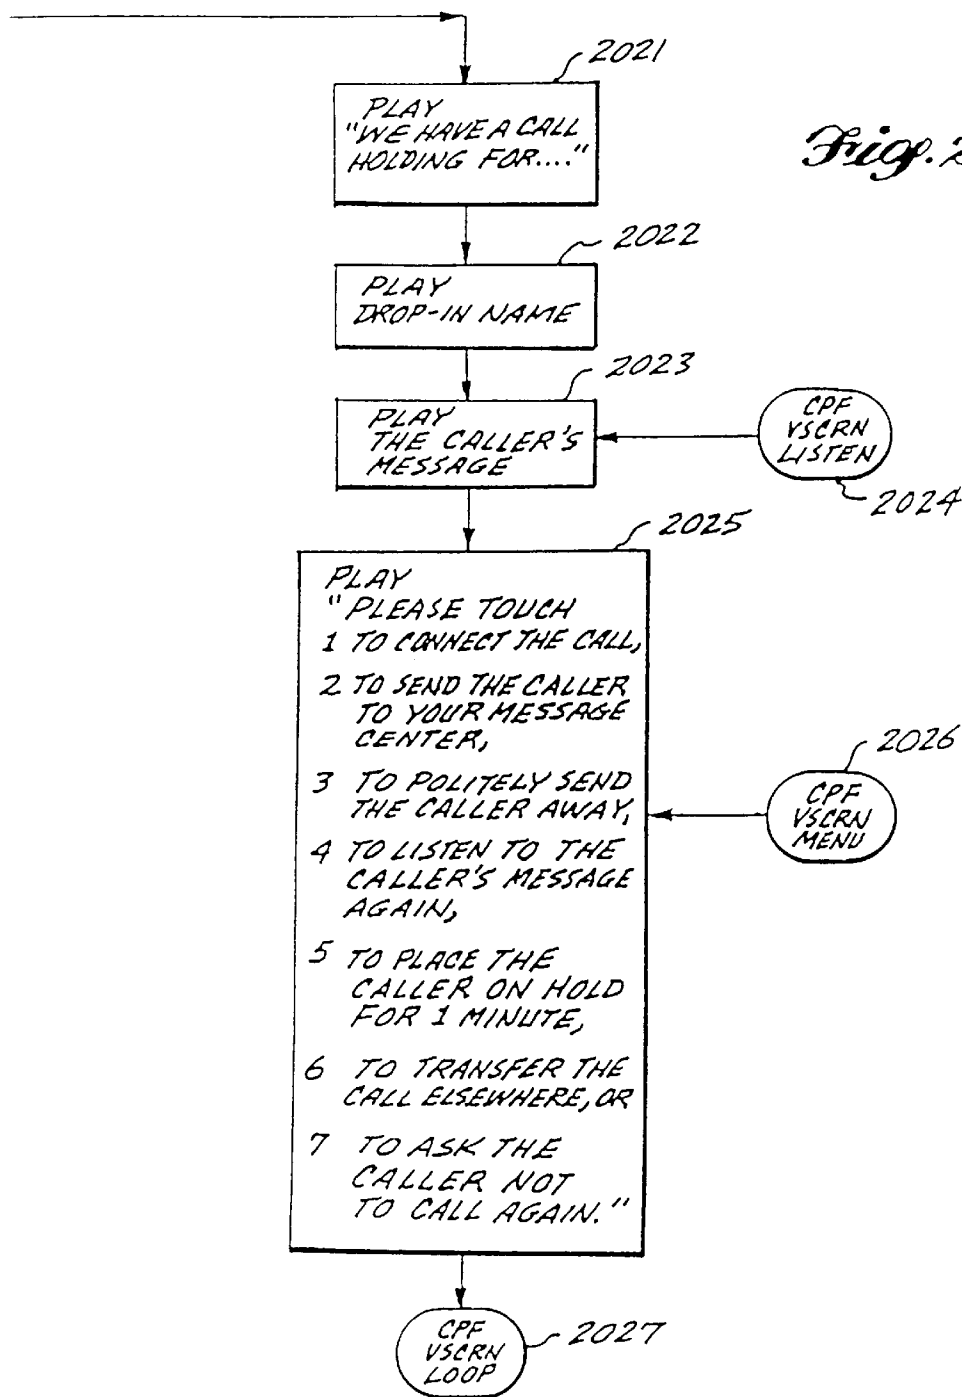 2021
PLAY
"WE HAVE A CALL
HOLDING FOR...."
Fig. 2
2022
PLAY
DROP-IN NAME
2023
PLAY
THE CALLER'S
MESSAGE
CPF
VSCRN
LISTEN
2024
2025
PLAY
"PLEASE TOUCH
1 TO CONNECT THE CALL,
2 TO SEND THE CALLER
TO YOUR MESSAGE
CENTER,
3 TO POLITELY SEND
THE CALLER AWAY,
4 TO LISTEN TO THE
CALLER'S MESSAGE
AGAIN,
5 TO PLACE THE
CALLER ON HOLD
FOR 1 MINUTE,
6 TO TRANSFER THE
CALL ELSEWHERE, OR
7 TO ASK THE
CALLER NOT
TO CALL AGAIN."
2026
CPF
VSCRN
MENU
CPF
VSCRN
LOOP
2027